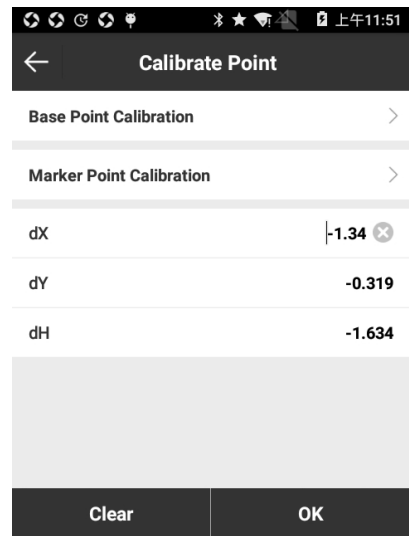 上午11:51
Calibrate Point
Base Point Calibration
Marker Point Calibration
dX -1.34
dY -0.319
dH -1.634
Clear OK